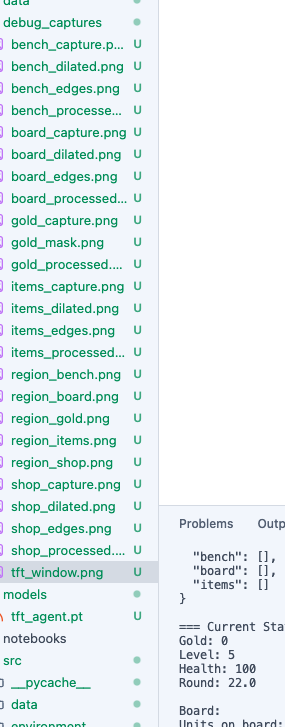 data
debug_captures
bench_capture.p... U
bench_dilated.png U
bench_edges.png U
bench_processe... U
board_capture.png U
board_dilated.png U
board_edges.png U
board_processed... U
gold_capture.png U
gold_mask.png U
gold_processed.... U
items_capture.png U
items_dilated.png U
items_edges.png U
items_processed... U
region_bench.png U
region_board.png U
region_gold.png U
region_items.png U
region_shop.png U
shop_capture.png U
shop_dilated.png U
shop_edges.png U
shop_processed.... U
tft_window.png U
models
tft_agent.pt U
notebooks
src
__pycache__
data
environment
Problems Outp
"bench": [],
"board": [],
"items": []
}
=== Current Sta
Gold: 0
Level: 5
Health: 100
Round: 22.0
Board:
Units on board: